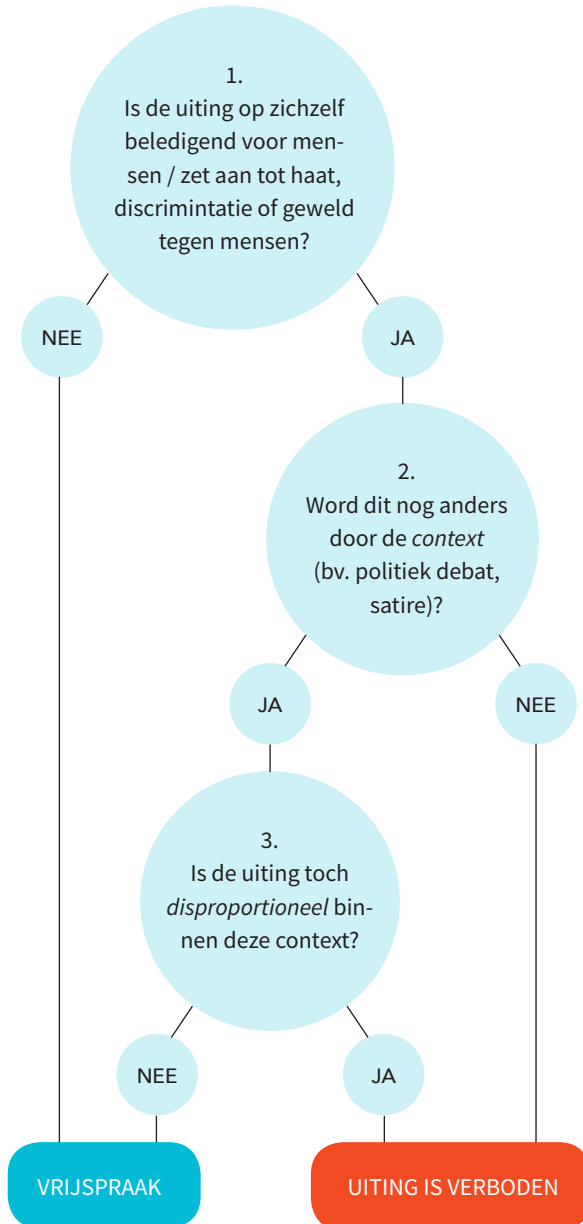 1.
Is de uiting op zichzelf
beledigend voor men-
sen / zet aan tot haat,
discrimintatie of geweld
tegen mensen?
NEE
JA
2.
Word dit nog anders
door de context
(bv. politiek debat,
satire)?
JA
NEE
3.
Is de uiting toch
disproportioneel bin-
nen deze context?
NEE
JA
VRIJSPRAAK
UITING IS VERBODEN